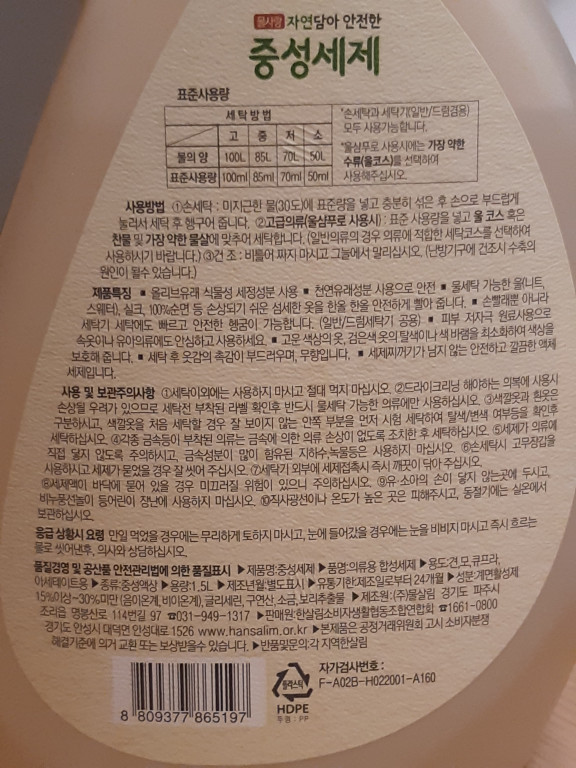 물사랑 자연담아 안전한
중성세제
표준사용량
세탁방법
고 중 저 소
물의 양 100L 85L 70L 50L
표준사용량 100ml 85ml 70ml 50ml
*손세탁과 세탁기(일반/드럼겸용)
모두 사용가능합니다.
*울샴푸로 사용시에는 가장 약한
수류(울코스)를 선택하여
사용해주십시오.
사용방법 ①손세탁 : 미지근한 물(30도)에 표준량을 넣고 충분히 섞은 후 손으로 부드럽게
눌러서 세탁 후 헹구어 줍니다. ②고급의류(울샴푸로 사용시) : 표준 사용량을 넣고 울 코스 혹은
찬물 및 가장 약한 물살에 맞추어 세탁합니다. (일반의류의 경우 의류에 적합한 세탁코스를 선택하여
사용하시기 바랍니다.) ③건 조 : 비틀어 짜지 마시고 그늘에서 말리십시오. (난방기구에 건조시 수축의
원인이 될수 있습니다.)
제품특징 ■ 올리브유래 식물성 세정성분 사용 ■ 천연유래성분 사용으로 안전 ■ 물세탁 가능한 울(니트,
스웨터), 실크, 100%순면 등 손상되기 쉬운 섬세한 옷을 한올 한올 안전하게 빨아 줍니다. ■ 손빨래뿐 아니라
세탁기 세탁에도 빠르고 안전한 헹굼이 가능합니다. (일반/드럼세탁기 공용) ■ 피부 저자극 원료사용으로
속옷이나 유아의류에도 안심하고 사용하세요. ■ 고운 색상의 옷, 검은색 옷의 탈색이나 색 바램을 최소화하여 색상을
보호해 줍니다. ■ 세탁 후 옷감의 촉감이 부드러우며, 무형입니다. ■ 세제찌꺼기가 남지 않는 안전하고 깔끔한 액체
세제입니다.
사용 및 보관주의사항 ①세탁이외에는 사용하지 마시고 절대 먹지 마십시오. ②드라이크리닝 해야하는 의복에 사용시
손상될 우려가 있으므로 세탁전 부착된 라벨 확인후 반드시 물세탁 가능한 의류에만 사용하십시오. ③색깔옷과 흰옷은
구분하시고, 색깔옷을 처음 세탁할 경우 잘 보이지 않는 안쪽 부분을 먼저 시험 세탁하여 탈색/변색 여부등을 확인후
세탁하십시오. ④각종 금속등이 부착된 의류는 금속에 의한 의류 손상이 없도록 조치한 후 세탁하십시오. ⑤세제가 의류에
직접 닿지 않도록 주의하시고, 금속성분이 많이 함유된 지하수,녹물등은 사용하지 마십시오. ⑥손세탁시 고무장갑을
사용하시고 세제가 묻었을 경우 잘 씻어 주십시오. ⑦세탁기 외부에 세제접촉시 즉시 깨끗이 닦아 주십시오.
⑧세제액이 바닥에 묻어 있을 경우 미끄러질 위험이 있으니 주의하십시오. ⑨유·소아의 손이 닿지 않는곳에 두시고,
비누풍선놀이 등어린이 장난에 사용하지 마십시오. ⑩직사광선이나 온도가 높은 곳은 피해주시고, 동절기에는 실온에서
보관하십시오.
응급 상황시 요령 만일 먹었을 경우에는 무리하게 토하지 마시고, 눈에 들어갔을 경우에는 눈을 비비지 마시고 즉시 흐르는
물로 씻어낸후, 의사와 상담하십시오.
품질경영 및 공산품 안전관리법에 의한 품질표시 ▶제품명:중성세제 ▶품명:의류용 합성세제 ▶용도:견,모,큐프라,
아세테이트용 ▶종류:중성액상 ▶용량:1.5L ▶제조년월:별도표시 ▶유통기한:제조일로부터 24개월 ▶성분:계면활성제
15%이상~30%미만 (음이온계, 비이온계), 글리세린, 구연산, 소금, 보리추출물 ▶제조원 : (주)물살림 경기도 파주시
조리읍 명봉산로 114번길 97 ☎031-949-1317 ▶판매원:한살림소비자생활협동조합연합회 ☎1661-0800
경기도 안성시 대덕면 안성대로 1526 www.hansalim.or.kr ▶본제품은 공정거래위원회 고시 소비자분쟁
해결기준에 의거 교환 또는 보상받을수 있습니다. ▶반품및문의:각 지역한살림
8 809377 865197
플라스틱
HDPE
뚜껑 : PP
자가검사번호 :
F-A02B-H022001-A160